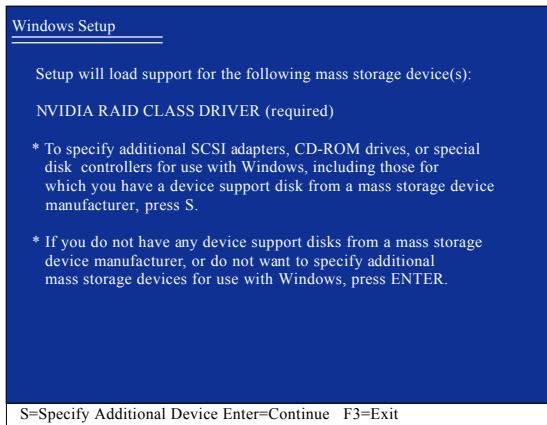 Windows Setup
Setup will load support for the following mass storage device(s):
NVIDIA RAID CLASS DRIVER (required)
* To specify additional SCSI adapters, CD-ROM drives, or special
disk controllers for use with Windows, including those for
which you have a device support disk from a mass storage device
manufacturer, press S.
* If you do not have any device support disks from a mass storage
device manufacturer, or do not want to specify additional
mass storage devices for use with Windows, press ENTER.
S=Specify Additional Device Enter=Continue F3=Exit